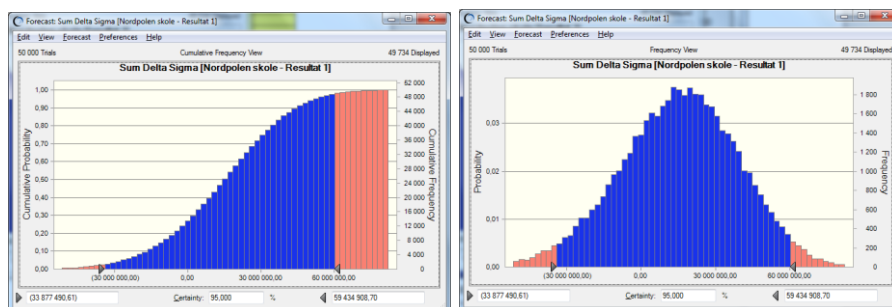 Forecast: Sum Delta Sigma [Nordpolen skole - Resultat 1]
Edit View Forecast Preferences Help
50 000 Trials Cumulative Frequency View 49 734 Displayed
Sum Delta Sigma [Nordpolen skole - Resultat 1]
Cumulative Probability
1,00
0,90
0,80
0,70
0,60
0,50
0,40
0,30
0,20
0,10
0,00
52 000
48 000
44 000
40 000
36 000
32 000
28 000
24 000
20 000
16 000
12 000
8 000
4 000
0
Cumulative Frequency
(30 000 000,00) 0,00 30 000 000,00 60 000 000,00
(33 877 490,61) Certainty: 95,000 % 59 434 908,70
Forecast: Sum Delta Sigma [Nordpolen skole - Resultat 1]
Edit View Forecast Preferences Help
50 000 Trials Frequency View 49 734 Displayed
Sum Delta Sigma [Nordpolen skole - Resultat 1]
Probability
0,03
0,02
0,01
0,00
1 800
1 600
1 400
1 200
1 000
800
600
400
200
0
Frequency
(30 000 000,00) 0,00 30 000 000,00 60 000 000,00
(33 877 490,61) Certainty: 95,000 % 59 434 908,70